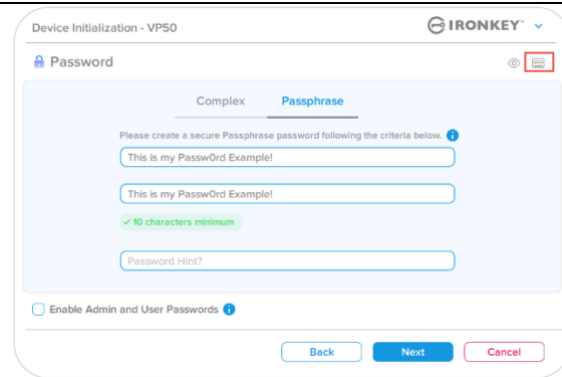 Device Initialization - VP50
IRONKEY™
Password
Complex Passphrase
Please create a secure Passphrase password following the criteria below.
This is my Passw0rd Example!
This is my Passw0rd Example!
✓ 10 characters minimum
Password Hint?
Enable Admin and User Passwords
Back Next Cancel